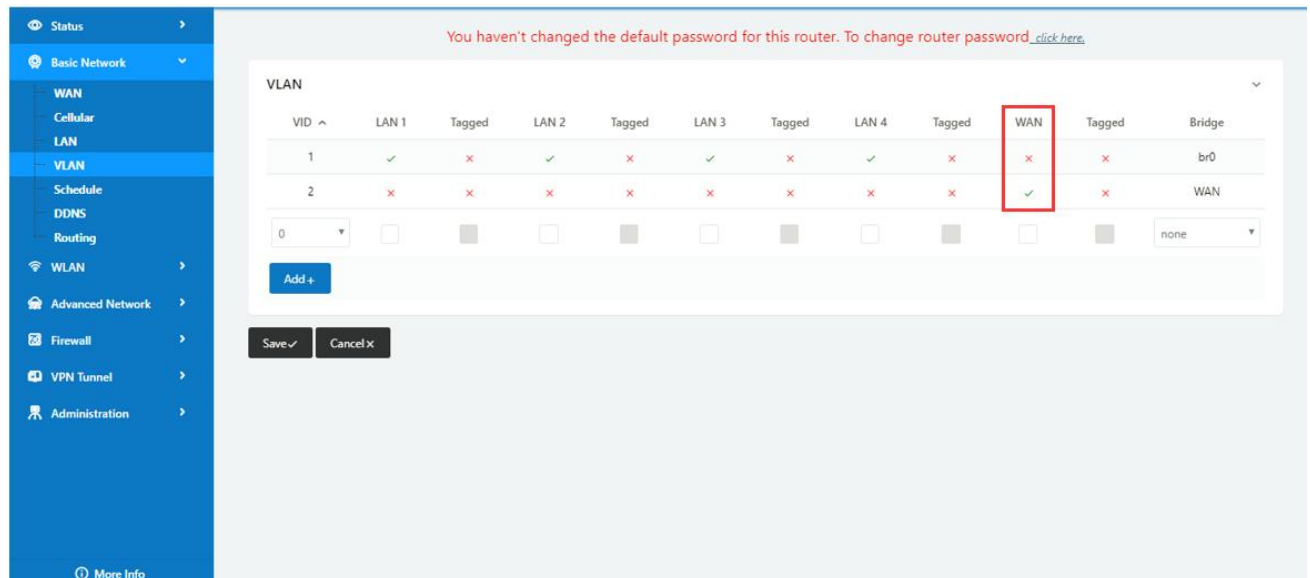 Status
Basic Network
WAN
Cellular
LAN
VLAN
Schedule
DDNS
Routing
WLAN
Advanced Network
Firewall
VPN Tunnel
Administration
More Info
You haven't changed the default password for this router. To change router password click here.
VLAN
VID LAN 1 Tagged LAN 2 Tagged LAN 3 Tagged LAN 4 Tagged WAN Tagged Bridge
1 ✓ × ✓ × ✓ × ✓ × × × br0
2 × × × × × × × × ✓ × WAN
0 none
Add +
Save ✓ Cancel ×